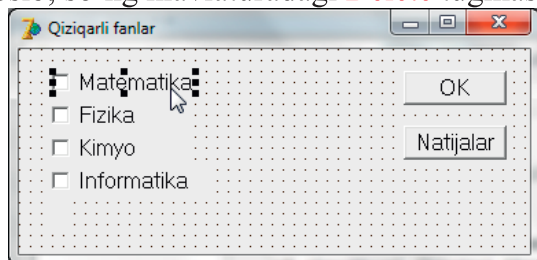 Qiziqarli fanlar
Matematika
Fizika
Kimyo
Informatika
OK
Natijalar